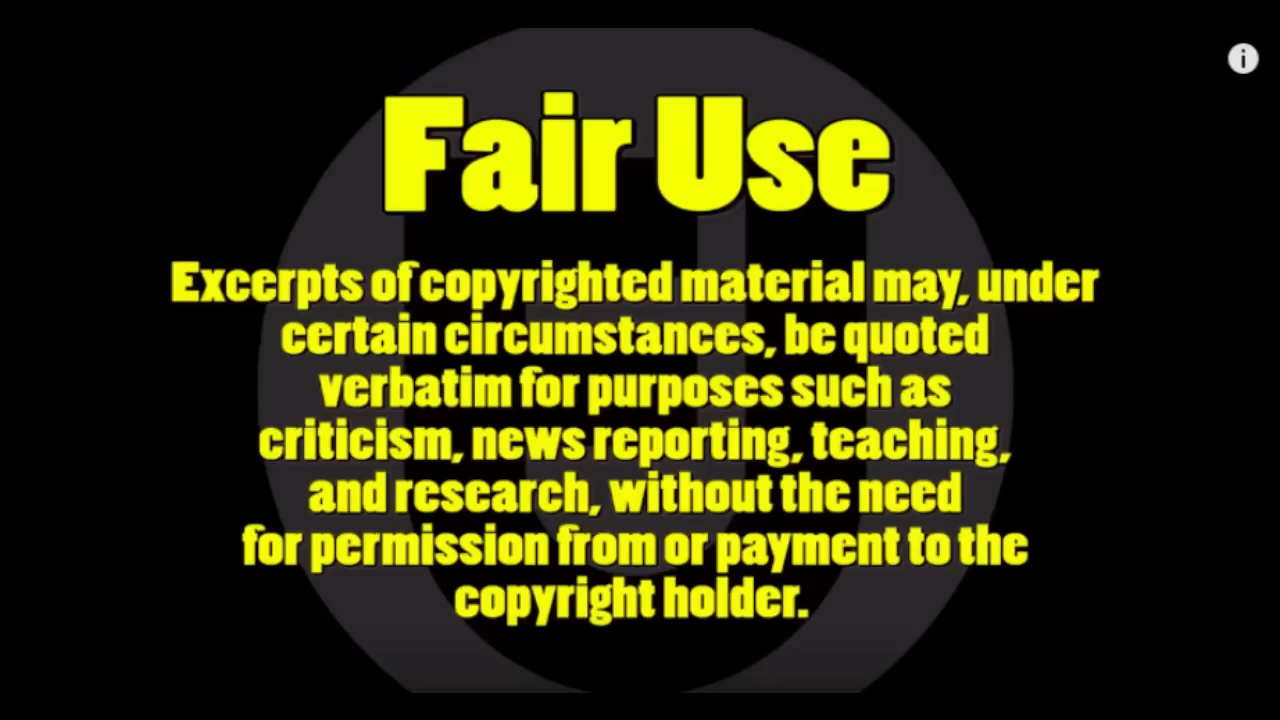 Fair Use
Excerpts of copyrighted material may, under
certain circumstances, be quoted
verbatim for purposes such as
criticism, news reporting, teaching,
and research, without the need
for permission from or payment to the
copyright holder.